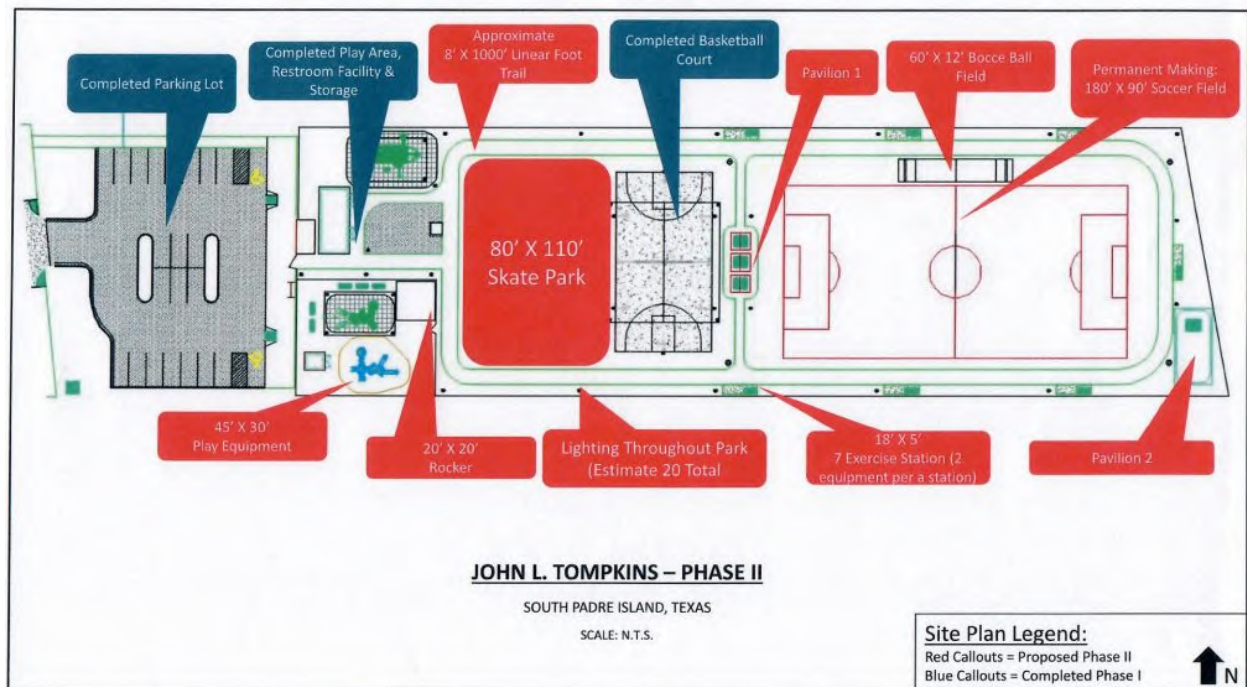 Completed Parking Lot
Completed Play Area,
Restroom Facility &
Storage
Approximate
8' X 1000' Linear Foot
Trail
Completed Basketball
Court
Pavilion 1
60' X 12' Bocce Ball
Field
Permanent Making:
180' X 90' Soccer Field
80' X 110'
Skate Park
45' X 30'
Play Equipment
20' X 20'
Rocker
Lighting Throughout Park
(Estimate 20 Total
18' X 5'
7 Exercise Station (2
equipment per a station)
Pavilion 2
JOHN L. TOMPKINS – PHASE II
SOUTH PADRE ISLAND, TEXAS
SCALE: N.T.S.
Site Plan Legend:
Red Callouts = Proposed Phase II
Blue Callouts = Completed Phase I
N